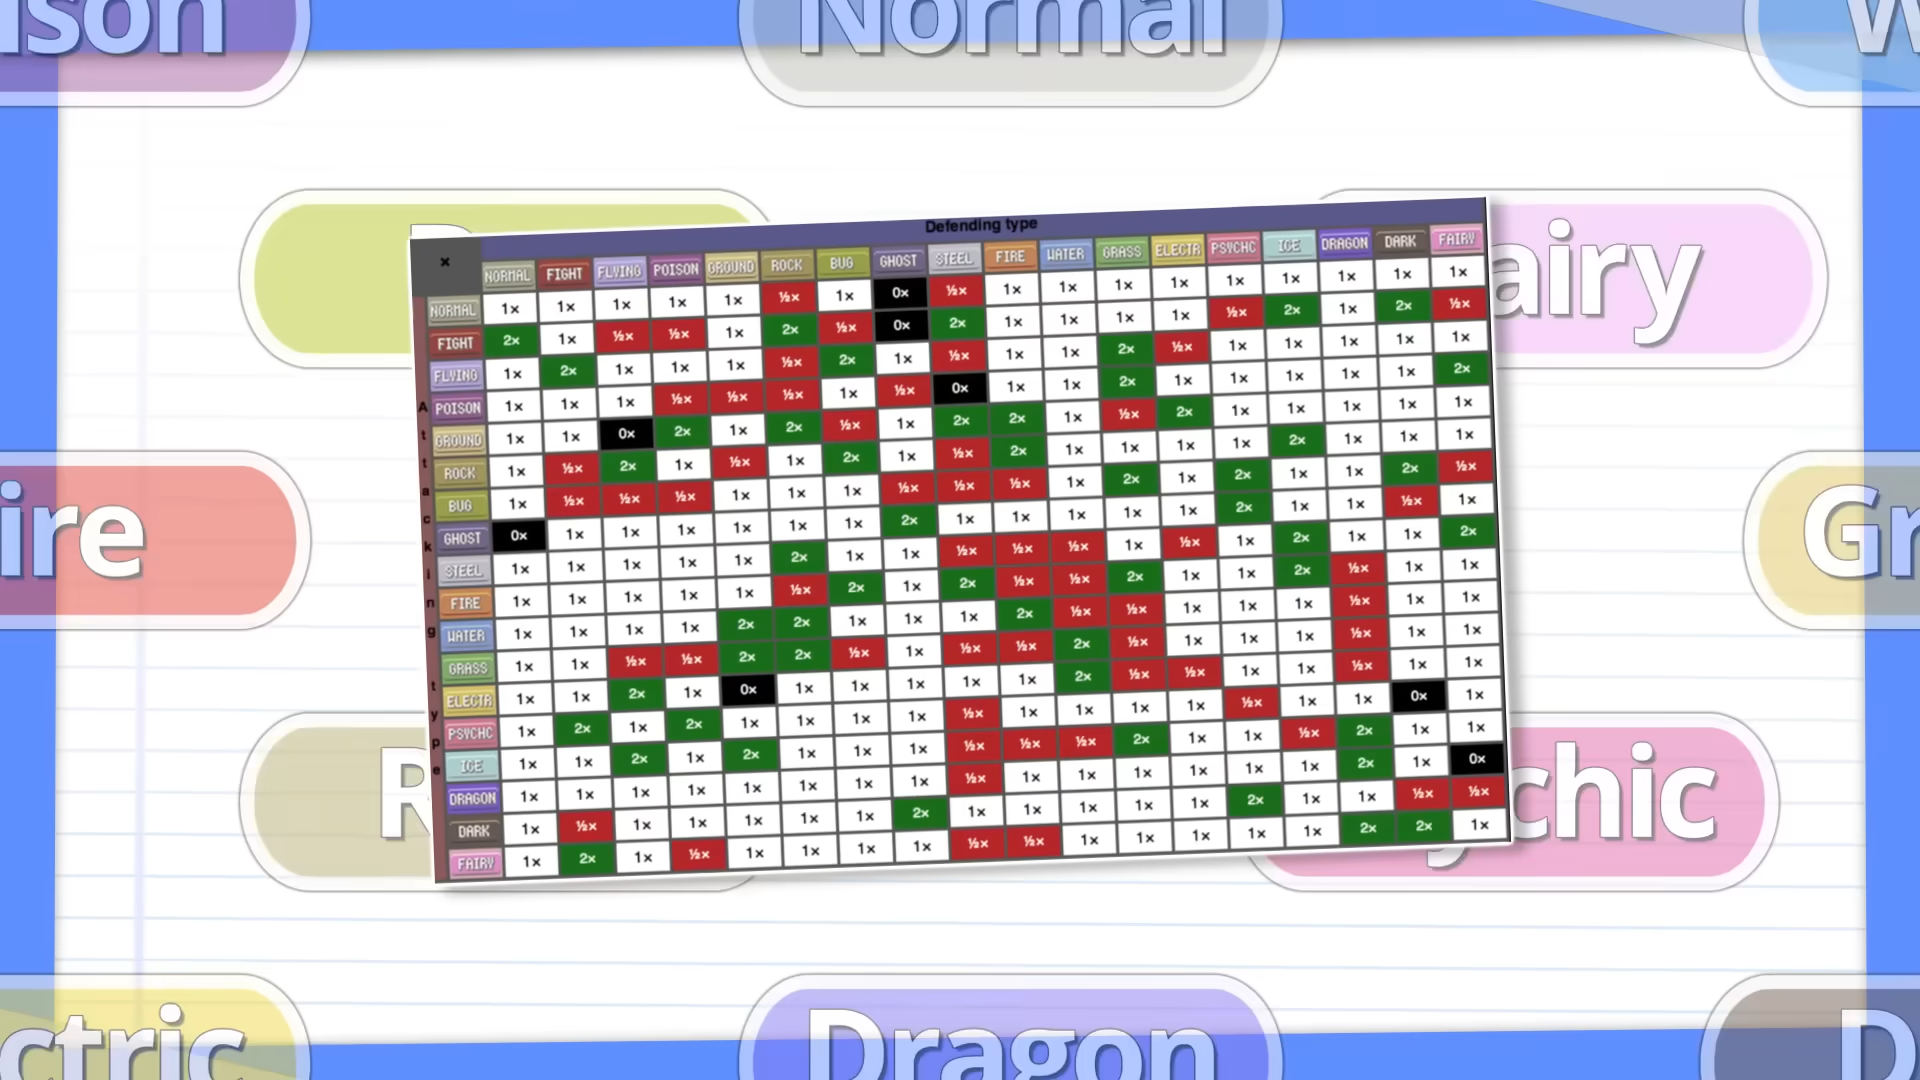 ison
Normal
W
airy
Defending type
×
NORMAL FIGHT FLYING POISON GROUND ROCK BUG GHOST STEEL FIRE WATER GRASS ELECTR PSYCHC ICE DRAGON DARK FAIRY
Attacking type
NORMAL 1× 1× 1× 1× 1× ½× 1× 0× ½× 1× 1× 1× 1× 1× 1× 1× 1× 1×
FIGHT 2× 1× ½× ½× 1× 2× ½× 0× 2× 1× 1× 1× 1× ½× 2× 1× 2× ½×
FLYING 1× 2× 1× 1× 1× ½× 2× 1× ½× 1× 1× 2× ½× 1× 1× 1× 1× 1×
POISON 1× 1× 1× ½× ½× ½× 1× ½× 0× 1× 1× 2× 1× 1× 1× 1× 1× 2×
GROUND 1× 1× 0× 2× 1× 2× ½× 1× 2× 2× 1× ½× 2× 1× 1× 1× 1× 1×
ROCK 1× ½× 2× 1× ½× 1× 2× 1× ½× 2× 1× 1× 1× 1× 2× 1× 1× 1×
BUG 1× ½× ½× ½× 1× 1× 1× ½× ½× ½× 1× 2× 1× 2× 1× 1× 2× ½×
GHOST 0× 1× 1× 1× 1× 1× 1× 2× 1× 1× 1× 1× 1× 2× 1× 1× ½× 1×
STEEL 1× 1× 1× 1× 1× 2× 1× 1× ½× ½× ½× 1× ½× 1× 2× 1× 1× 2×
FIRE 1× 1× 1× 1× 1× ½× 2× 1× 2× ½× ½× 2× 1× 1× 2× ½× 1× 1×
WATER 1× 1× 1× 1× 2× 2× 1× 1× 1× 2× ½× ½× 1× 1× 1× ½× 1× 1×
GRASS 1× 1× ½× ½× 2× 2× ½× 1× ½× ½× 2× ½× 1× 1× 1× ½× 1× 1×
ELECTR 1× 1× 2× 1× 0× 1× 1× 1× 1× 1× 2× ½× ½× 1× 1× ½× 1× 1×
PSYCHC 1× 2× 1× 2× 1× 1× 1× 1× ½× 1× 1× 1× 1× ½× 1× 1× 0× 1×
ICE 1× 1× 2× 1× 2× 1× 1× 1× ½× ½× ½× 2× 1× 1× ½× 2× 1× 1×
DRAGON 1× 1× 1× 1× 1× 1× 1× 1× ½× 1× 1× 1× 1× 1× 1× 2× 1× 0×
DARK 1× ½× 1× 1× 1× 1× 1× 2× 1× 1× 1× 1× 1× 2× 1× 1× ½× ½×
FAIRY 1× 2× 1× ½× 1× 1× 1× 1× ½× ½× 1× 1× 1× 1× 1× 2× 2× 1×
ire
Gr
R
ychic
ctric
Dragon
D